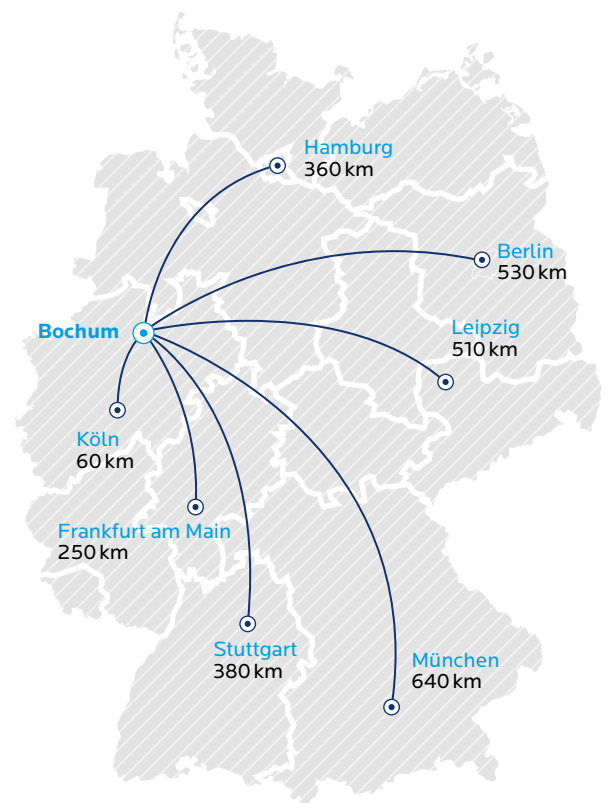 Hamburg
360 km
Berlin
530 km
Bochum
Leipzig
510 km
Köln
60 km
Frankfurt am Main
250 km
Stuttgart
380 km
München
640 km